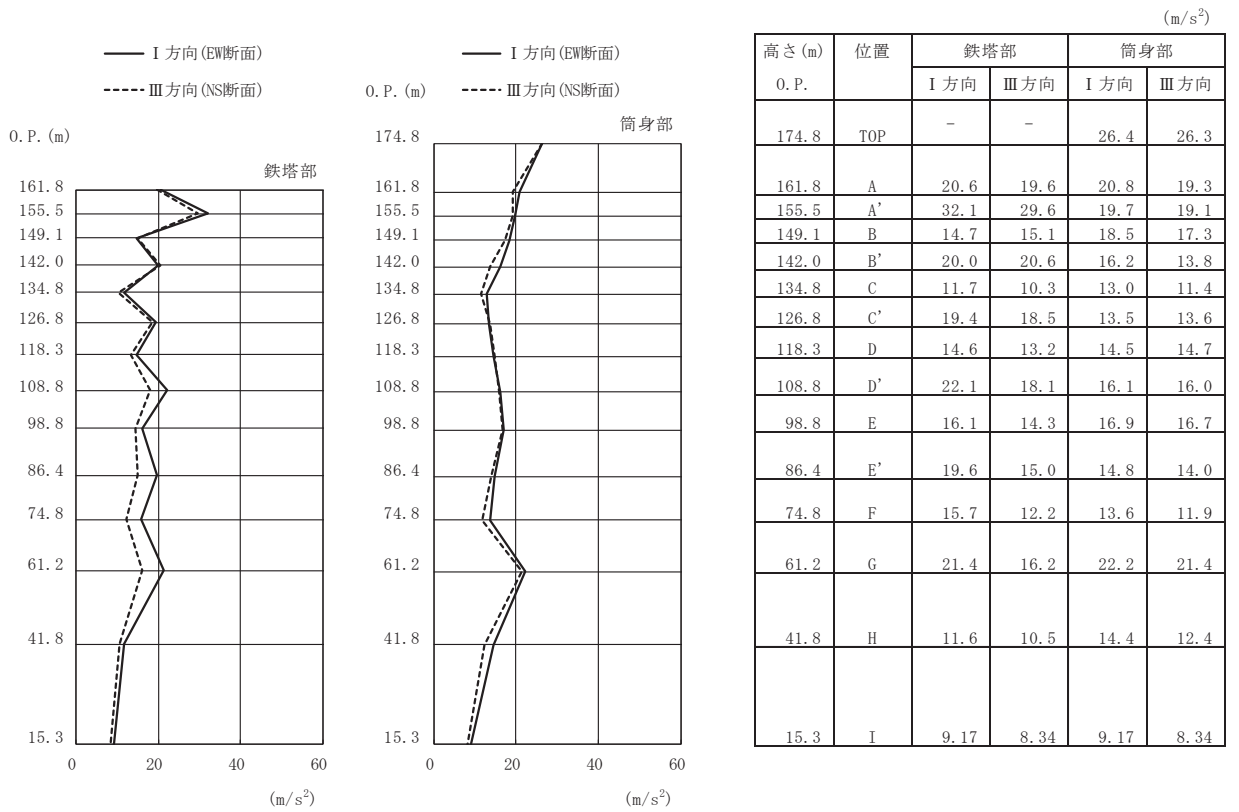 I 方向(EW断面)
Ⅲ方向(NS断面)
O.P.(m)
鉄塔部
161.8
155.5
149.1
142.0
134.8
126.8
118.3
108.8
98.8
86.4
74.8
61.2
41.8
15.3
0 20 40 60
(m/s²)
I 方向(EW断面)
Ⅲ方向(NS断面)
O.P.(m)
筒身部
174.8
161.8
155.5
149.1
142.0
134.8
126.8
118.3
108.8
98.8
86.4
74.8
61.2
41.8
15.3
0 20 40 60
(m/s²)
(m/s²)
高さ(m) 位置 鉄塔部 筒身部
O.P. I 方向 Ⅲ方向 I 方向 Ⅲ方向
174.8 TOP - - 26.4 26.3
161.8 A 20.6 19.6 20.8 19.3
155.5 A' 32.1 29.6 19.7 19.1
149.1 B 14.7 15.1 18.5 17.3
142.0 B' 20.0 20.6 16.2 13.8
134.8 C 11.7 10.3 13.0 11.4
126.8 C' 19.4 18.5 13.5 13.6
118.3 D 14.6 13.2 14.5 14.7
108.8 D' 22.1 18.1 16.1 16.0
98.8 E 16.1 14.3 16.9 16.7
86.4 E' 19.6 15.0 14.8 14.0
74.8 F 15.7 12.2 13.6 11.9
61.2 G 21.4 16.2 22.2 21.4
41.8 H 11.6 10.5 14.4 12.4
15.3 I 9.17 8.34 9.17 8.34